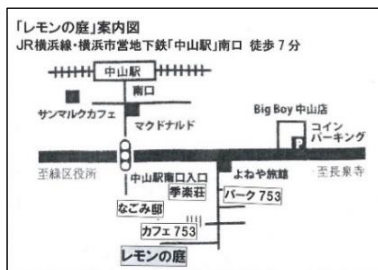 「レモンの庭」案内図
JR横浜線・横浜市営地下鉄「中山駅」南口 徒歩7分
中山駅
南口
サンマルクカフェ
マクドナルド
Big Boy 中山店
コイン
パーキング
P
至緑区役所
中山駅南口入口
よねや旅館
至長泉寺
季楽荘
パーク753
なごみ邸
カフェ753
レモンの庭